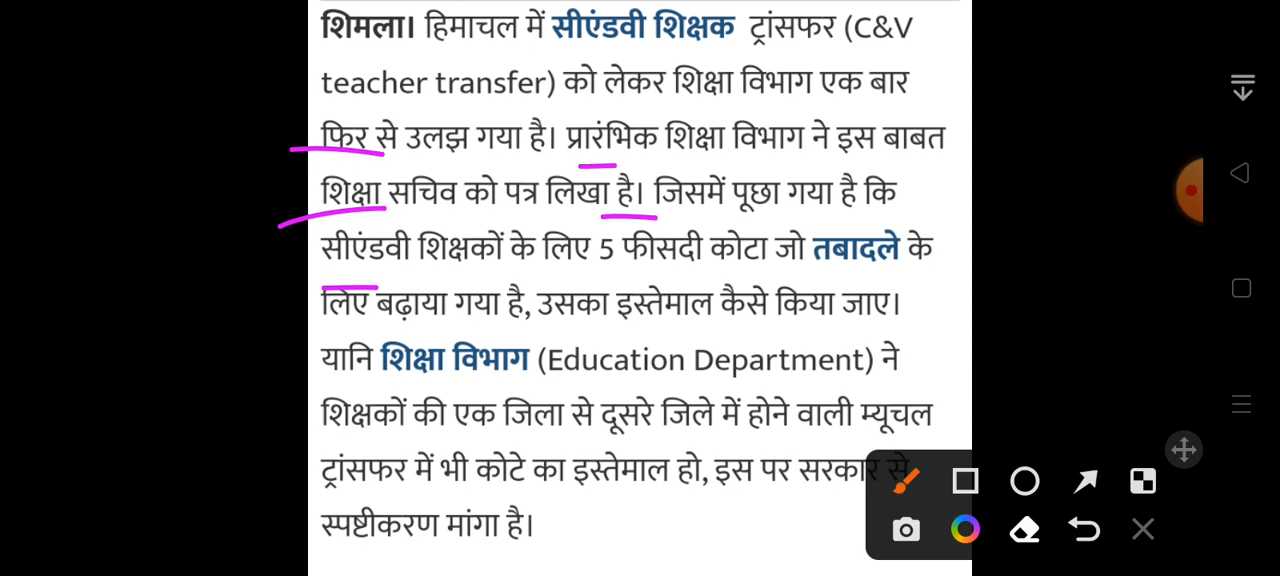 शिमला। हिमाचल में सीएंडवी शिक्षक ट्रांसफर (C&V
teacher transfer) को लेकर शिक्षा विभाग एक बार
फिर से उलझ गया है। प्रारंभिक शिक्षा विभाग ने इस बाबत
शिक्षा सचिव को पत्र लिखा है। जिसमें पूछा गया है कि
सीएंडवी शिक्षकों के लिए 5 फीसदी कोटा जो तबादले के
लिए बढ़ाया गया है, उसका इस्तेमाल कैसे किया जाए।
यानि शिक्षा विभाग (Education Department) ने
शिक्षकों की एक जिला से दूसरे जिले में होने वाली म्यूचल
ट्रांसफर में भी कोटे का इस्तेमाल हो, इस पर सरकार से
स्पष्टीकरण मांगा है।